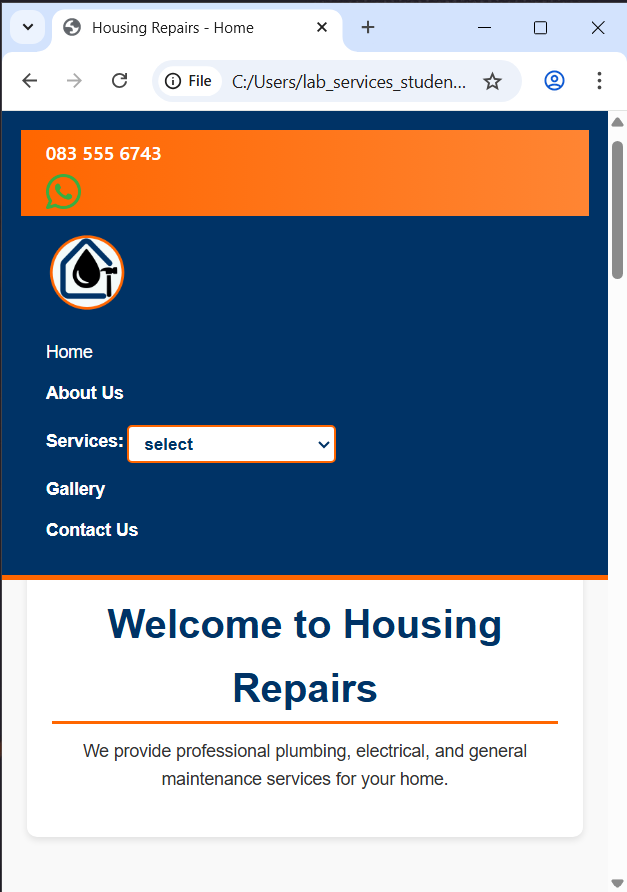 Housing Repairs - Home
File C:/Users/lab_services_studen...
083 555 6743
Home
About Us
Services: select
Gallery
Contact Us
Welcome to Housing
Repairs
We provide professional plumbing, electrical, and general
maintenance services for your home.